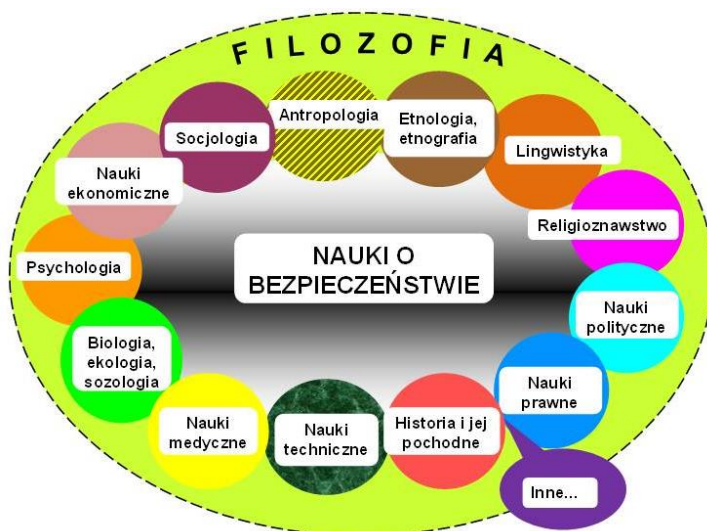 FILOZOFIA
Antropologia
Etnologia,
etnografia
Socjologia
Lingwistyka
Nauki
ekonomiczne
Religioznawstwo
NAUKI O
BEZPIECZEŃSTWIE
Psychologia
Nauki
polityczne
Biologia,
ekologia,
sozologia
Nauki
prawne
Nauki
medyczne
Nauki
techniczne
Historia i jej
pochodne
Inne...